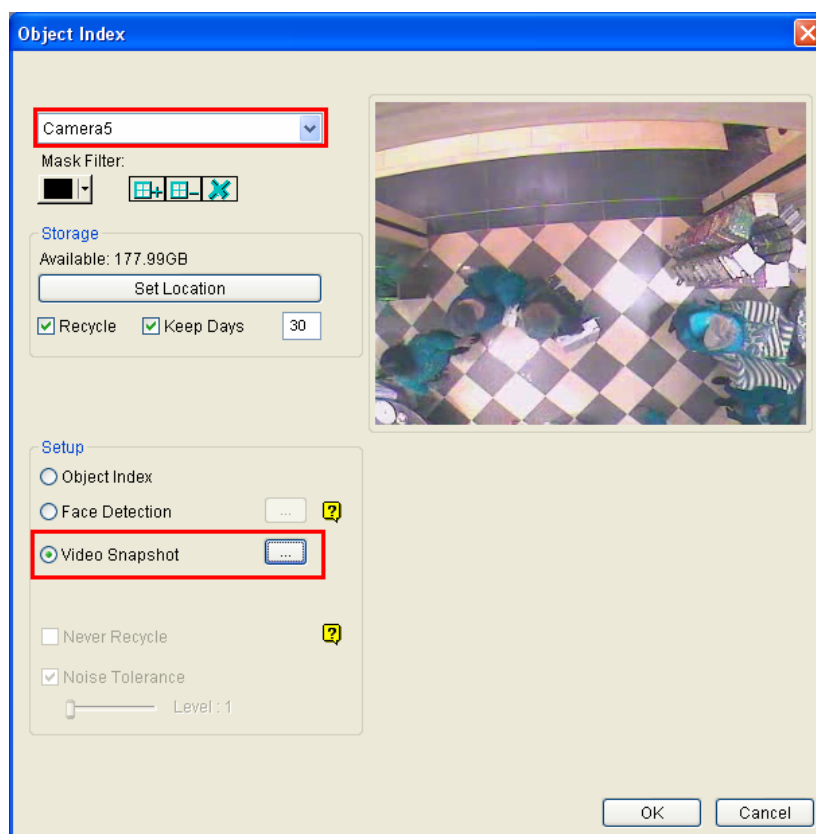 Object Index
Camera5
Mask Filter:
Storage
Available: 177.99GB
Set Location
Recycle Keep Days 30
Setup
Object Index
Face Detection ... ?
Video Snapshot ...
Never Recycle ?
Noise Tolerance
Level : 1
OK Cancel